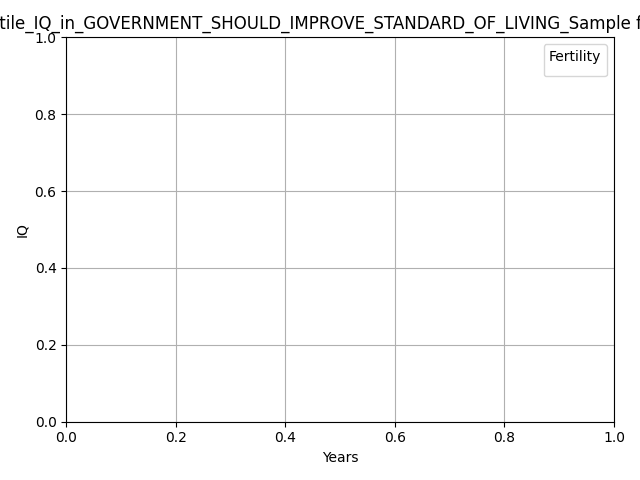 tile_IQ_in_GOVERNMENT_SHOULD_IMPROVE_STANDARD_OF_LIVING_Sample f
1.0
Fertility
0.8
0.6
IQ
0.4
0.2
0.0
0.0 0.2 0.4 0.6 0.8 1.0
Years